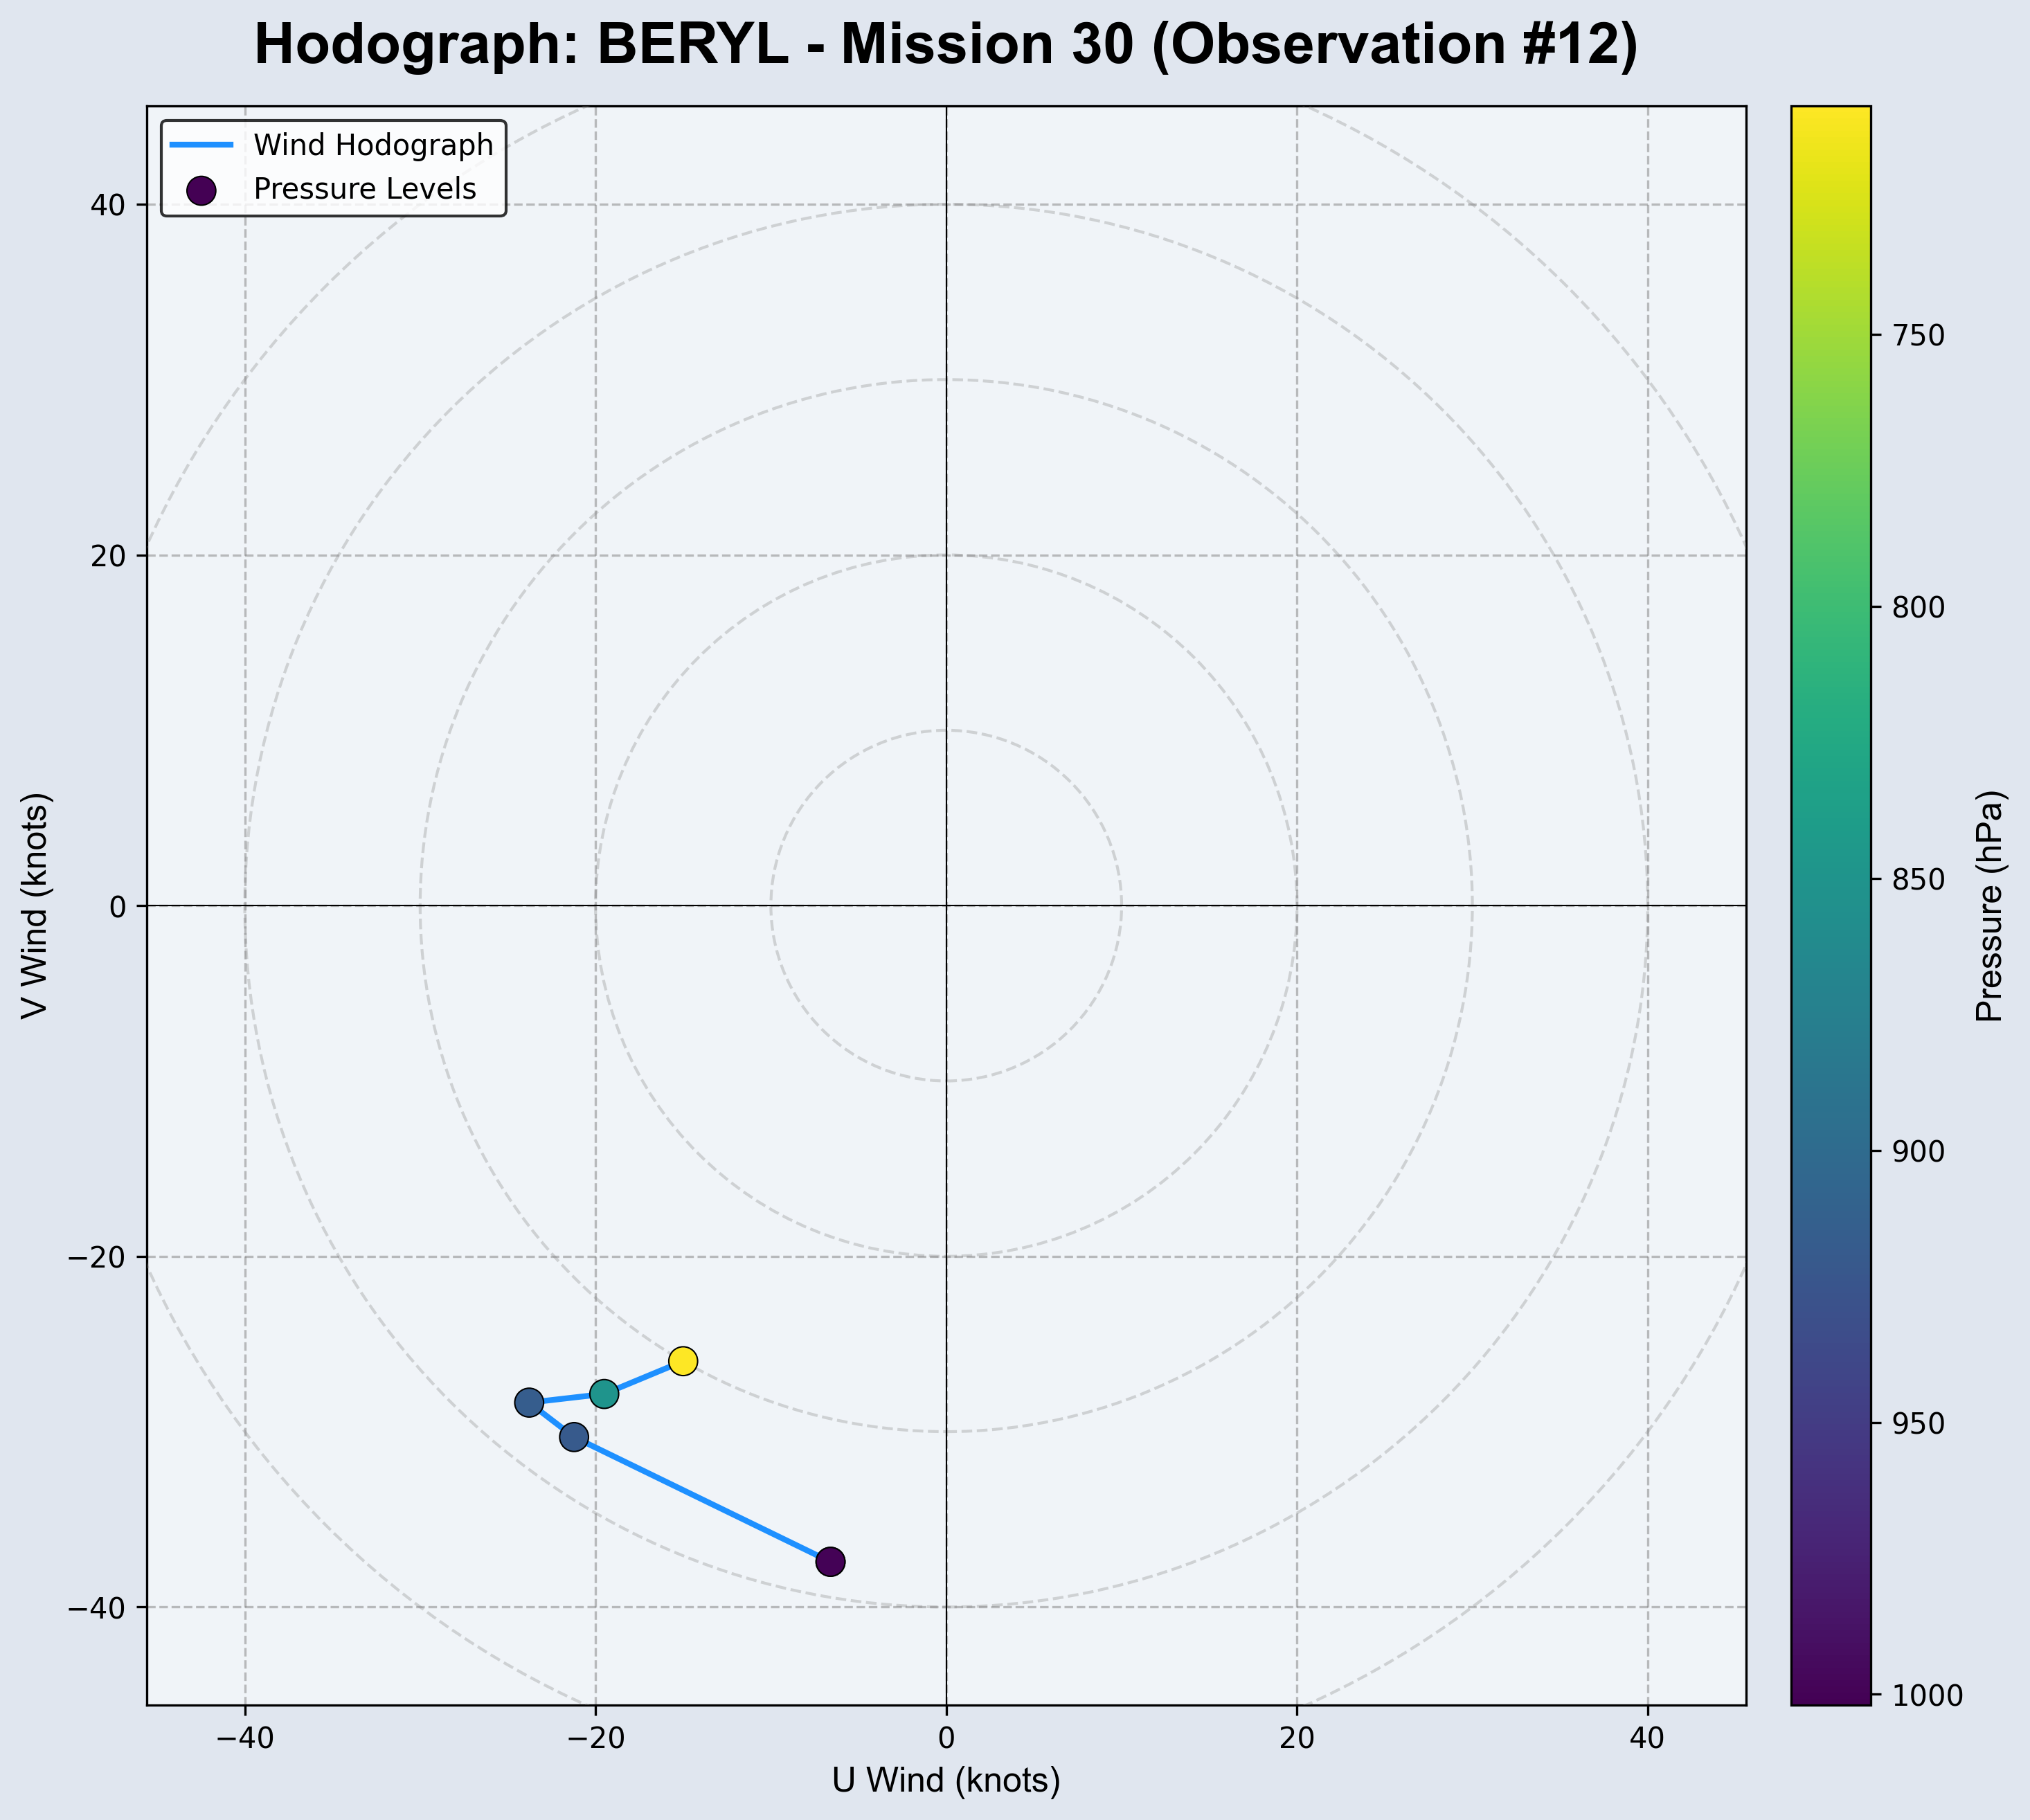 Hodograph: BERYL - Mission 30 (Observation #12)
Wind Hodograph
Pressure Levels
V Wind (knots)
40
20
0
−20
−40
−40
−20
0
20
40
U Wind (knots)
750
800
850
900
950
1000
Pressure (hPa)